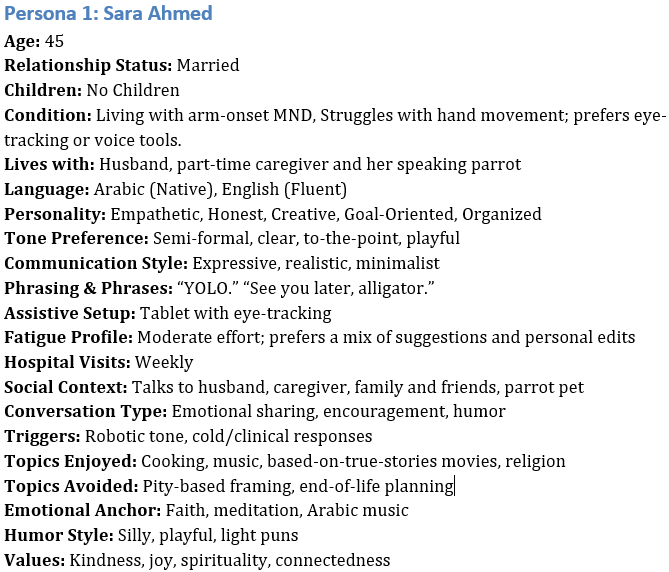 Persona 1: Sara Ahmed
Age: 45
Relationship Status: Married
Children: No Children
Condition: Living with arm-onset MND, Struggles with hand movement; prefers eye-
tracking or voice tools.
Lives with: Husband, part-time caregiver and her speaking parrot
Language: Arabic (Native), English (Fluent)
Personality: Empathetic, Honest, Creative, Goal-Oriented, Organized
Tone Preference: Semi-formal, clear, to-the-point, playful
Communication Style: Expressive, realistic, minimalist
Phrasing & Phrases: “YOLO.” “See you later, alligator.”
Assistive Setup: Tablet with eye-tracking
Fatigue Profile: Moderate effort; prefers a mix of suggestions and personal edits
Hospital Visits: Weekly
Social Context: Talks to husband, caregiver, family and friends, parrot pet
Conversation Type: Emotional sharing, encouragement, humor
Triggers: Robotic tone, cold/clinical responses
Topics Enjoyed: Cooking, music, based-on-true-stories movies, religion
Topics Avoided: Pity-based framing, end-of-life planning
Emotional Anchor: Faith, meditation, Arabic music
Humor Style: Silly, playful, light puns
Values: Kindness, joy, spirituality, connectedness